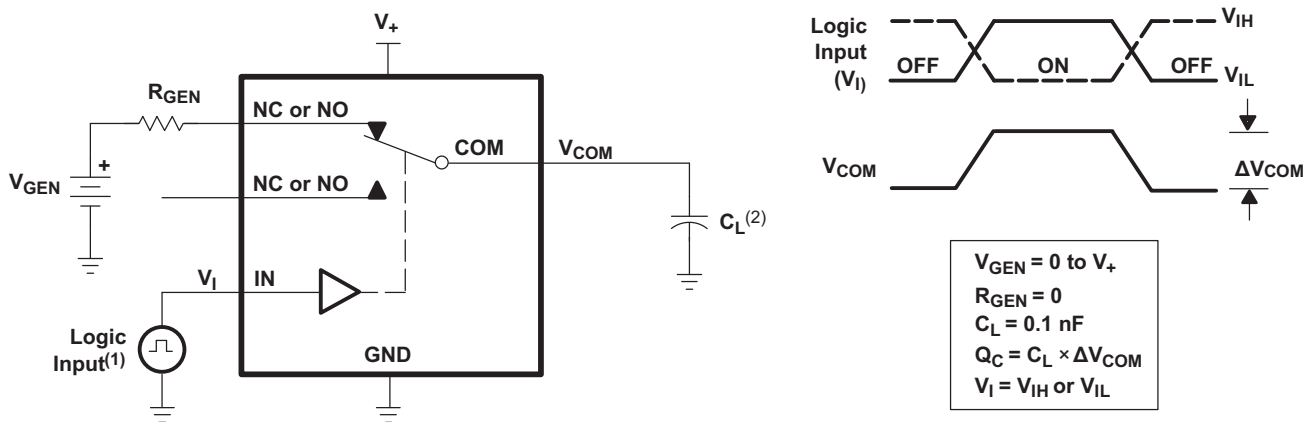 V+
RGEN
NC or NO
COM
VCOM
VGEN
+
NC or NO
CL(2)
VI
IN
Logic
Input(1)
GND
Logic
Input
(VI)
OFF
ON
OFF
VIH
VIL
VCOM
ΔVCOM
VGEN = 0 to V+
RGEN = 0
CL = 0.1 nF
QC = CL × ΔVCOM
VI = VIH or VIL